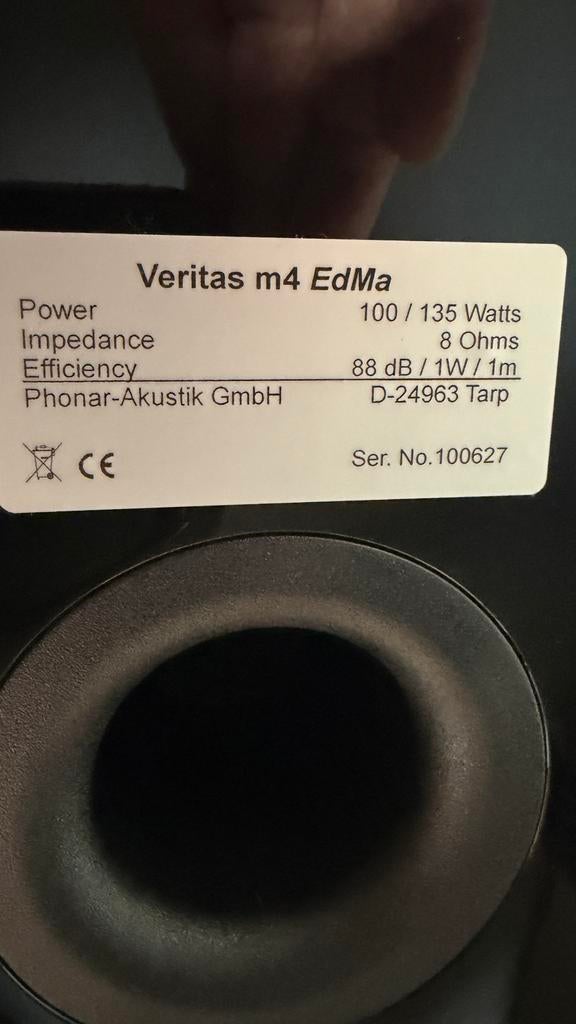 Veritas m4 EdMa
Power 100 / 135 Watts
Impedance 8 Ohms
Efficiency 88 dB / 1W / 1m
Phonar-Akustik GmbH D-24963 Tarp
CE Ser. No.100627